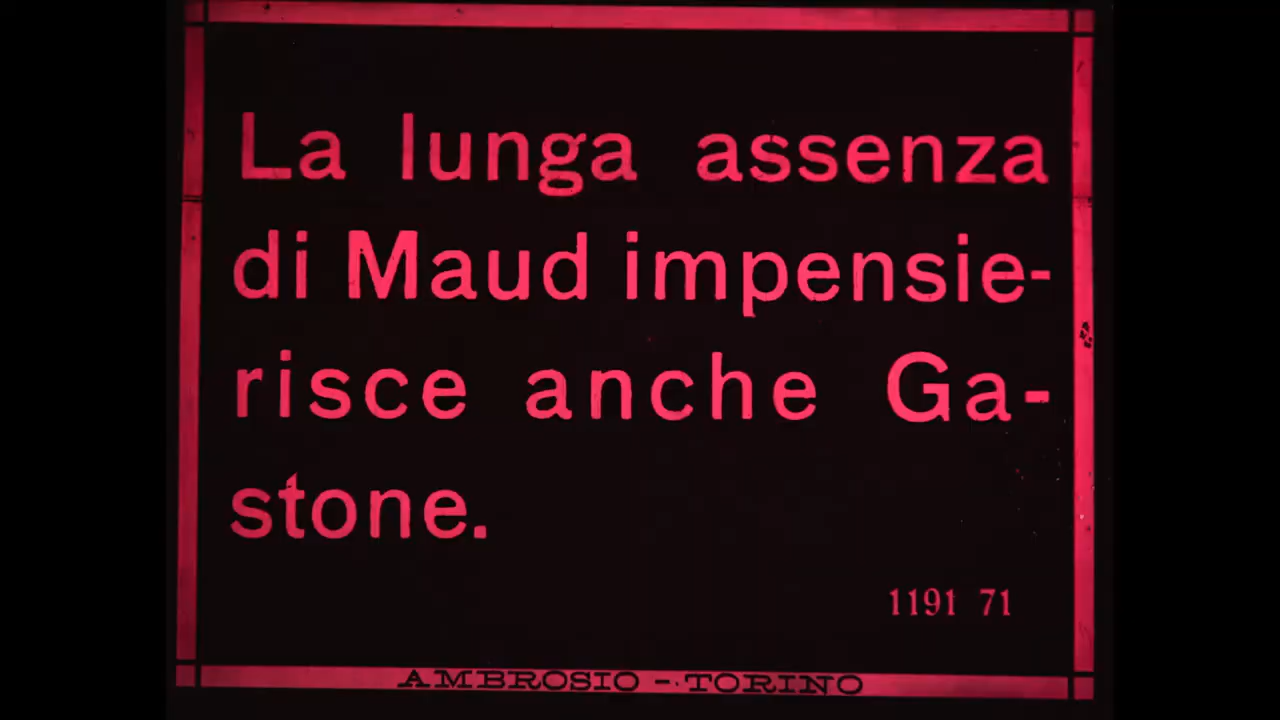 La lunga assenza
di Maud impensie-
risce anche Ga-
stone.
1191 71
AMBROSIO - TORINO